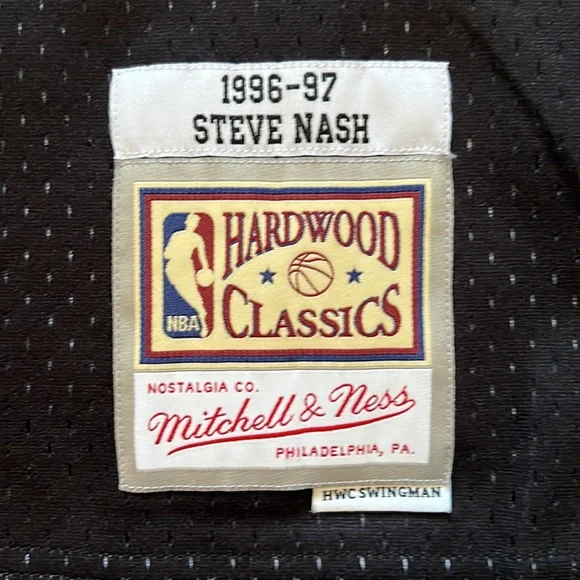 1996-97
STEVE NASH
HARDWOOD
CLASSICS
NBA
NOSTALGIA CO.
Mitchell & Ness
PHILADELPHIA, PA.
HWC SWINGMAN